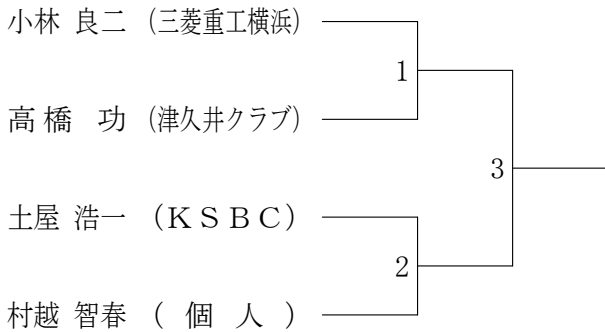 小林 良二 (三菱重工横浜)
1
高橋 功 (津久井クラブ)
3
土屋 浩一 (KSBC)
2
村越 智春 ( 個 人 )